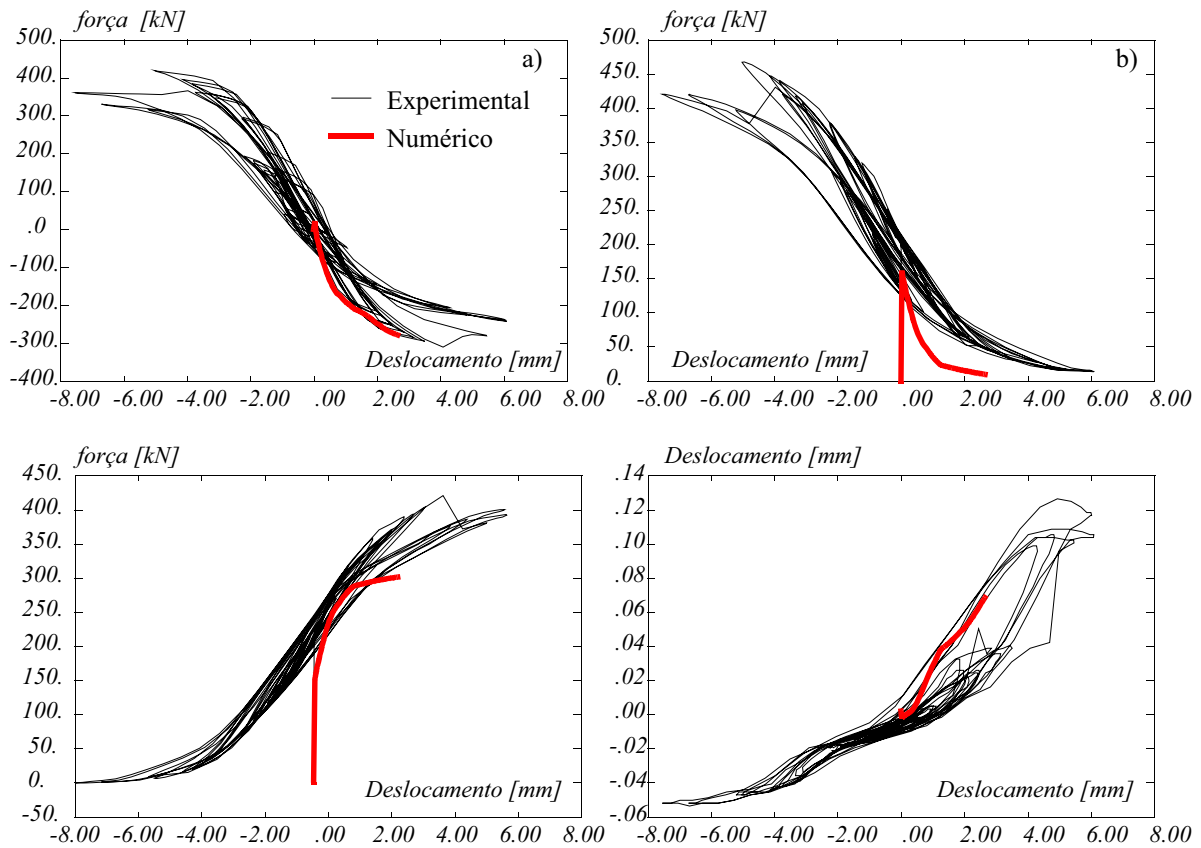 força [kN]
500.
400.
300.
200.
100.
.0
-100.
-200.
-300.
-400.
a)
Experimental
Numérico
Deslocamento [mm]
-8.00 -6.00 -4.00 -2.00 .00 2.00 4.00 6.00 8.00
força [kN]
500.
450.
400.
350.
300.
250.
200.
150.
100.
50.
0.
b)
Deslocamento [mm]
-8.00 -6.00 -4.00 -2.00 .00 2.00 4.00 6.00 8.00
força [kN]
450.
400.
350.
300.
250.
200.
150.
100.
50.
0.
-50.
Deslocamento [mm]
-8.00 -6.00 -4.00 -2.00 .00 2.00 4.00 6.00 8.00
Deslocamento [mm]
.14
.12
.10
.08
.06
.04
.02
.00
-.02
-.04
-.06
Deslocamento [mm]
-8.00 -6.00 -4.00 -2.00 .00 2.00 4.00 6.00 8.00